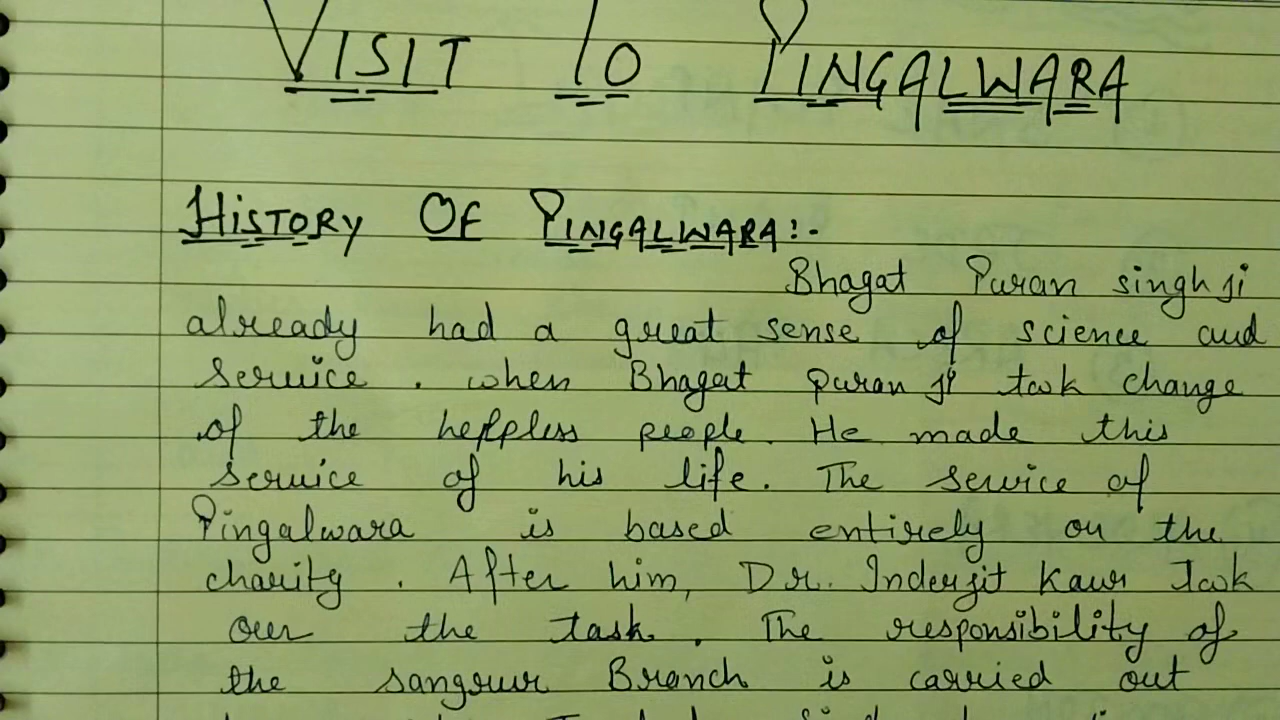 VISIT TO PINGALWARA
HISTORY OF PINGALWARA:-
Bhagat Puran singh ji
already had a great sense of science and
service . when Bhagat puran ji took change
of the helpless people. He made this
service of his life. The service of
Pingalwara is based entirely on the
charity . After him, Dr. Inderjit Kaur Took
over the task . The responsibility of
the sangrur Branch is carried out